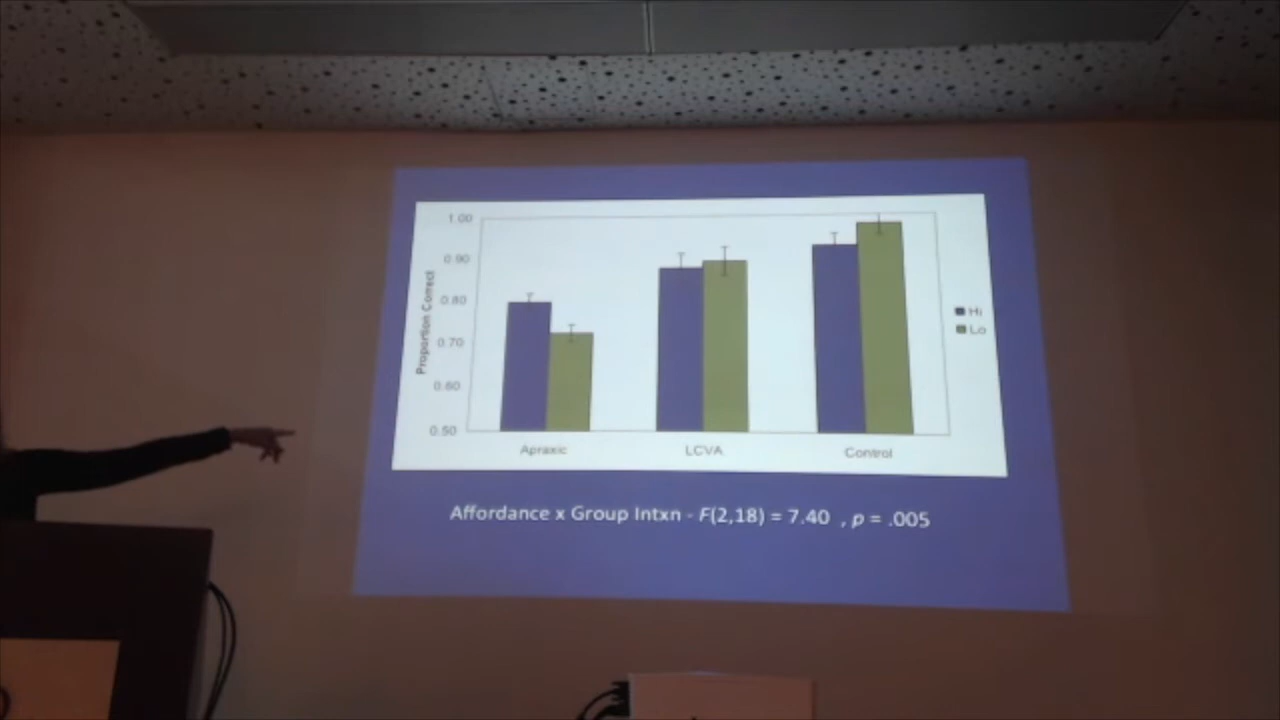 1.00
0.90
0.80
0.70
0.60
0.50
Proportion Correct
Apraxic
LCVA
Control
Hi
Lo
Affordance x Group Intxn - F(2,18) = 7.40 , p = .005